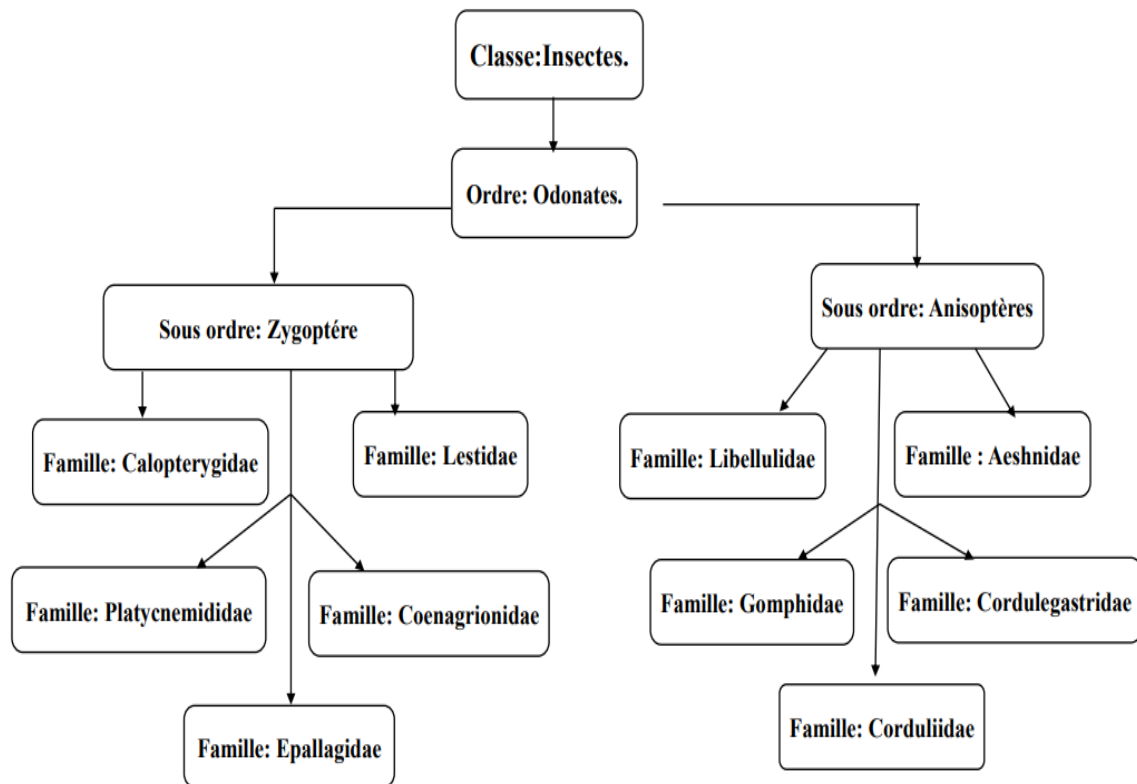 Classe:Insectes.
Ordre: Odonates.
Sous ordre: Zygoptére
Sous ordre: Anisoptères
Famille: Calopterygidae
Famille: Lestidae
Famille: Libellulidae
Famille : Aeshnidae
Famille: Platycnemididae
Famille: Coenagrionidae
Famille: Gomphidae
Famille: Cordulegastridae
Famille: Epallagidae
Famille: Corduliidae